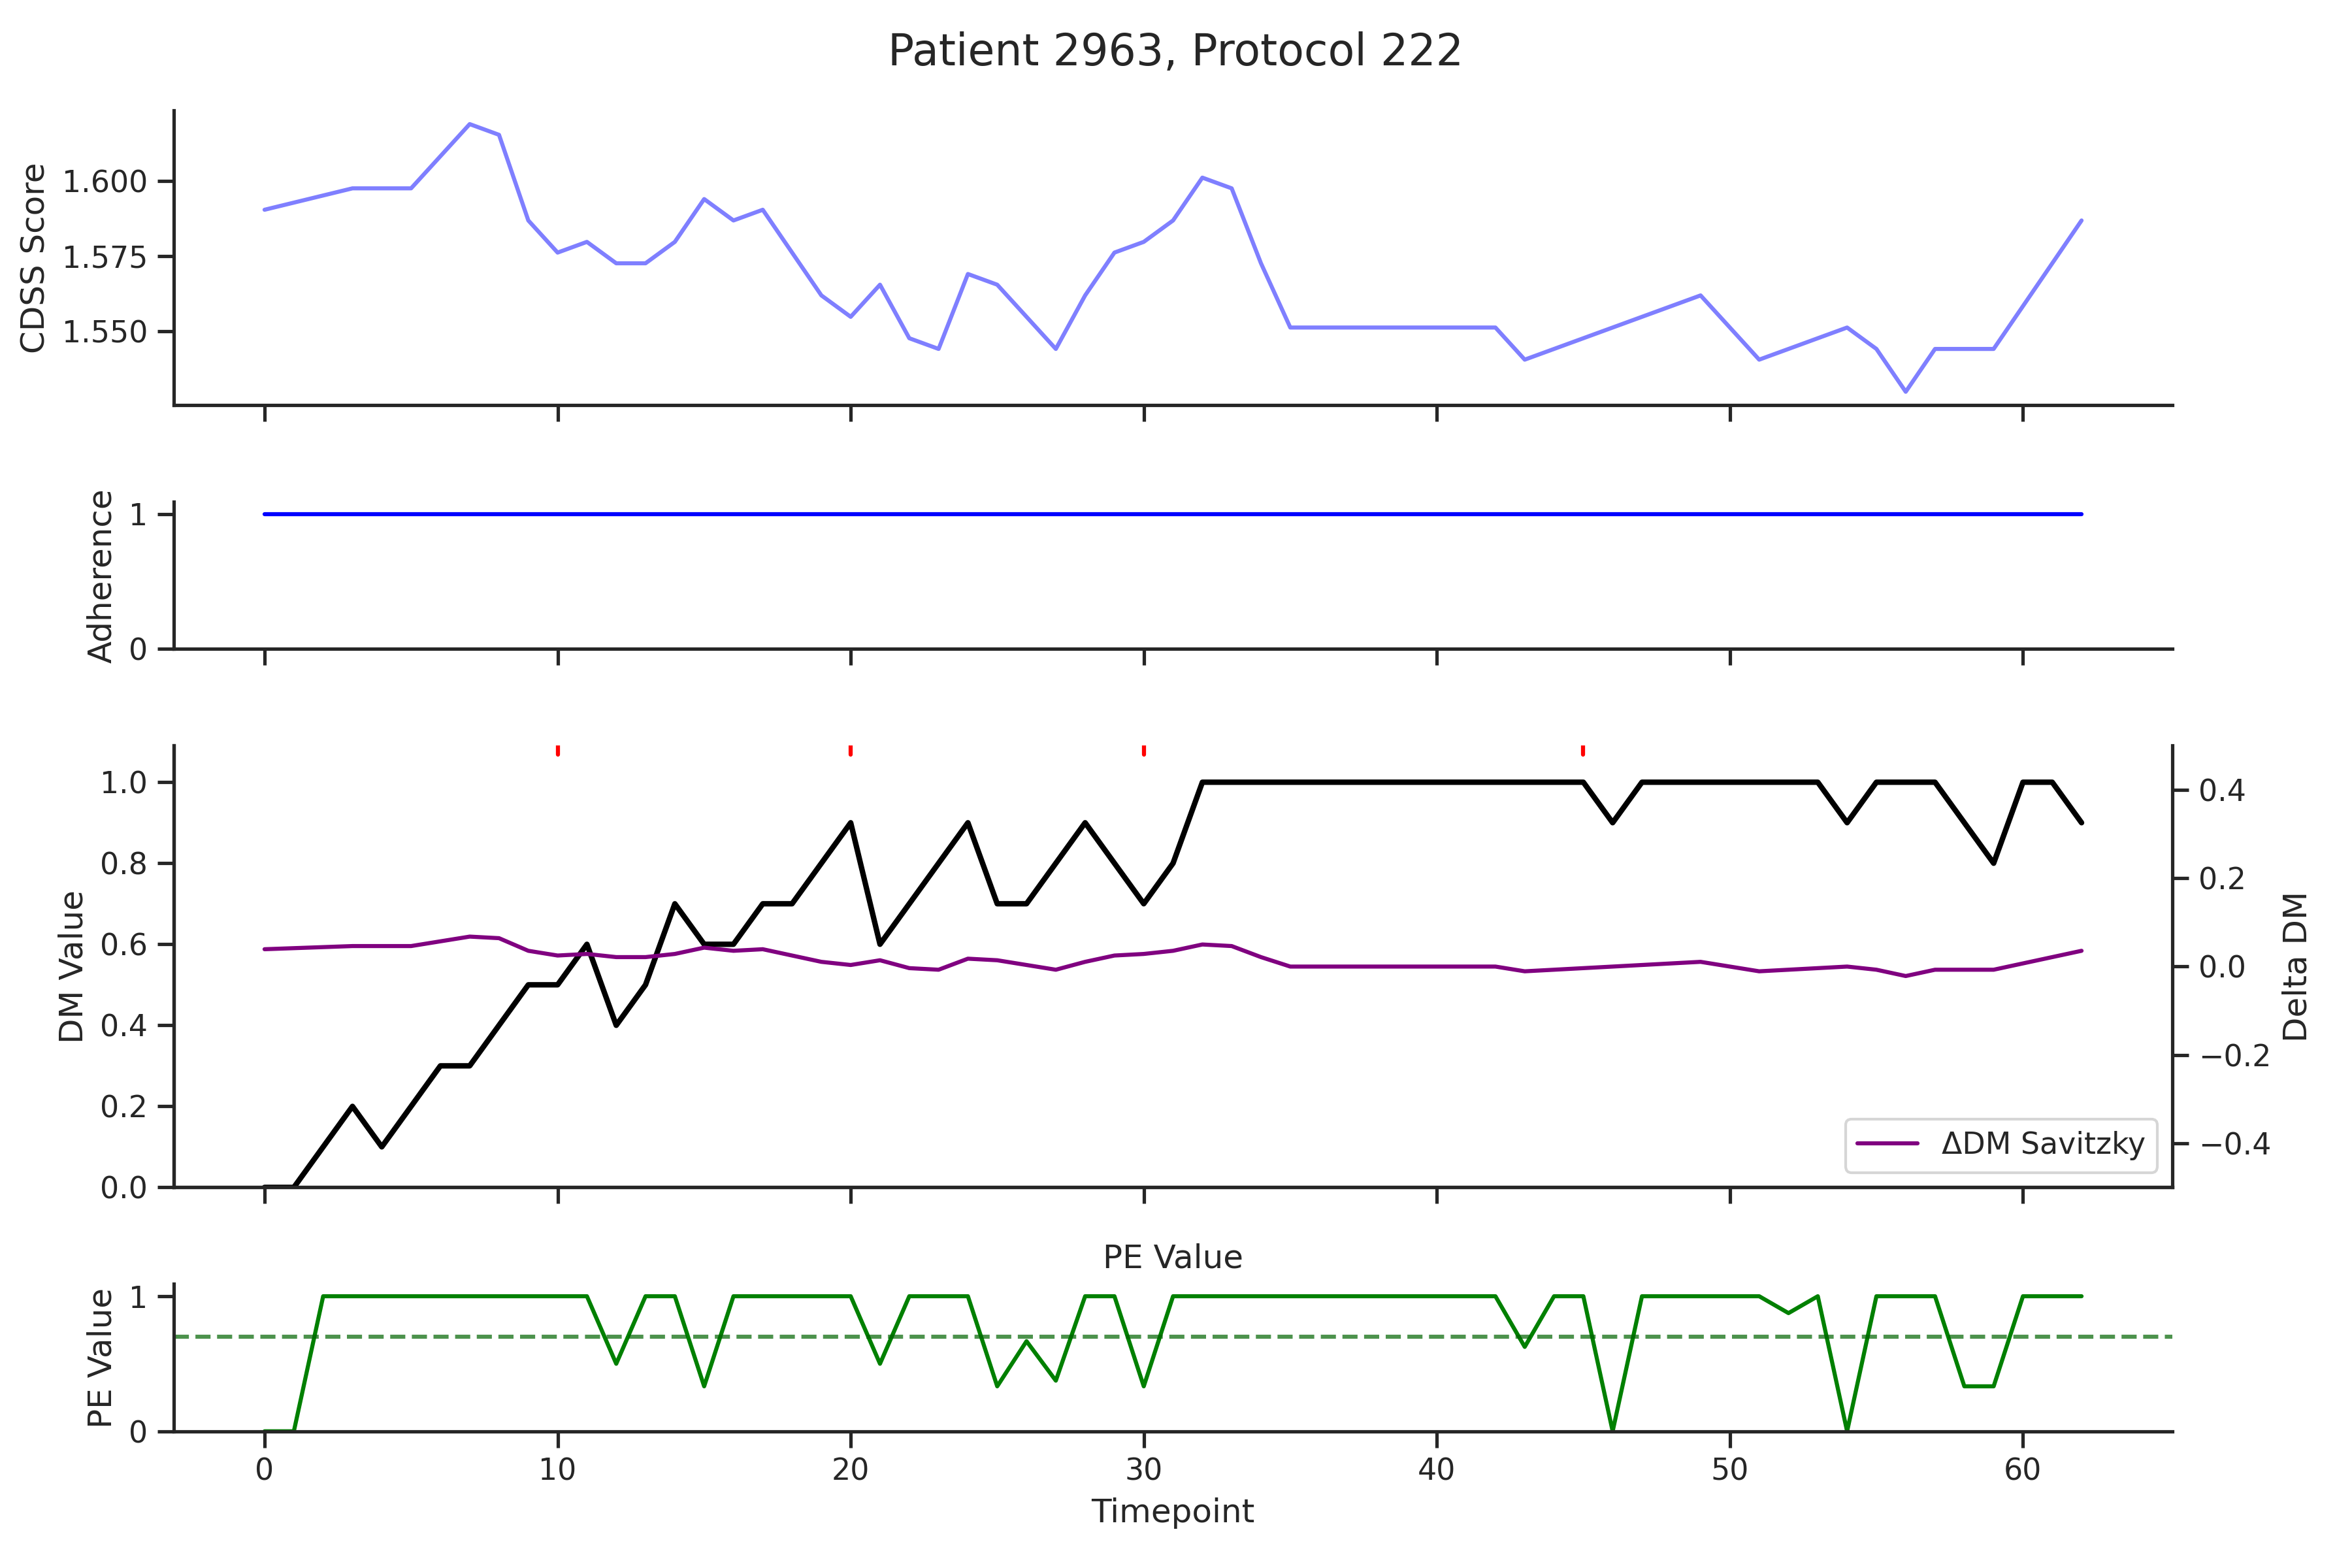 Patient 2963, Protocol 222
CDSS Score
1.600
1.575
1.550
Adherence
1
0
DM Value
1.0
0.8
0.6
0.4
0.2
0.0
Delta DM
0.4
0.2
0.0
−0.2
−0.4
ΔDM Savitzky
PE Value
PE Value
1
0
0 10 20 30 40 50 60
Timepoint